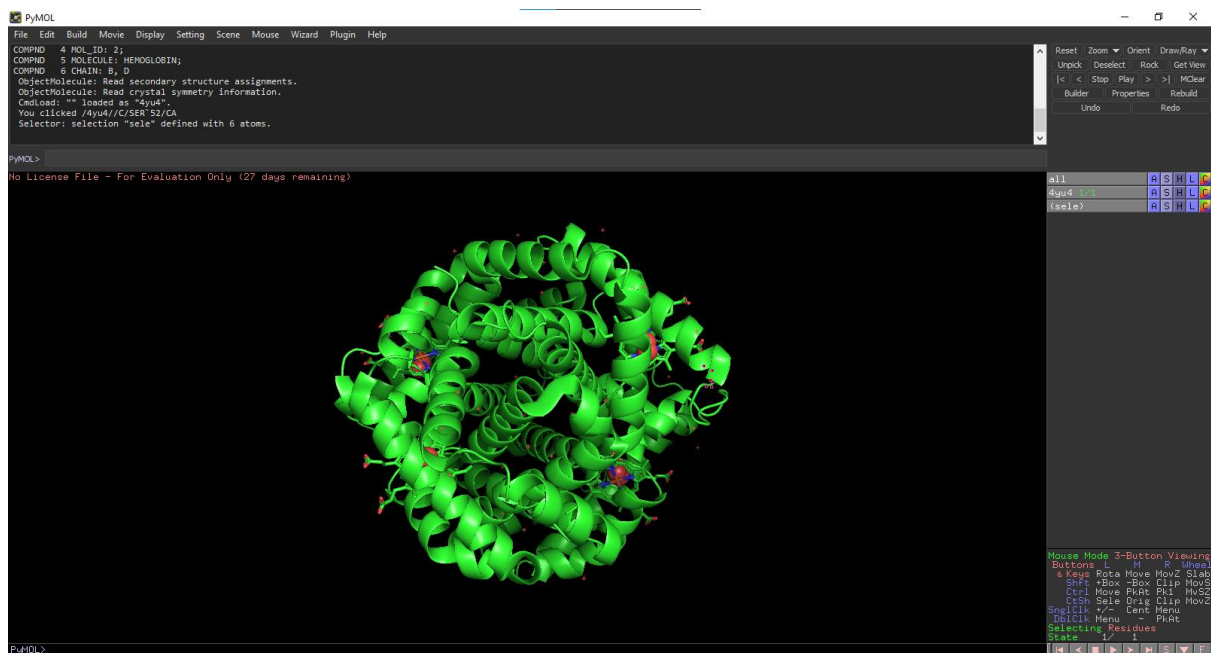 PyMOL
File Edit Build Movie Display Setting Scene Mouse Wizard Plugin Help
COMPND   4 MOL_ID: 2;
COMPND   5 MOLECULE: HEMOGLOBIN;
COMPND   6 CHAIN: B, D
ObjectMolecule: Read secondary structure assignments.
ObjectMolecule: Read crystal symmetry information.
CmdLoad: "" loaded as "4yu4".
You clicked /4yu4//C/SER`52/CA
Selector: selection "sele" defined with 6 atoms.
PyMOL>
Reset Zoom Orient Draw/Ray
Unpick Deselect Rock Get View
|< < Stop Play > >| MClear
Builder Properties Rebuild
Undo Redo
No License File - For Evaluation Only (27 days remaining)
all A S H L C
4yu4 1/1 A S H L C
(sele) A S H L C
Mouse Mode 3-Button Viewing
Buttons L M R Wheel
& Keys Rota Move MovZ Slab
Shft +Box -Box Clip MovS
Ctrl Move PkAt Pk1 MvSZ
CtSh Sele Orig Clip MovZ
SnglClk +/- Cent Menu
DblClk Menu - PkAt
Selecting Residues
State 1/ 1
PyMOL>
S F